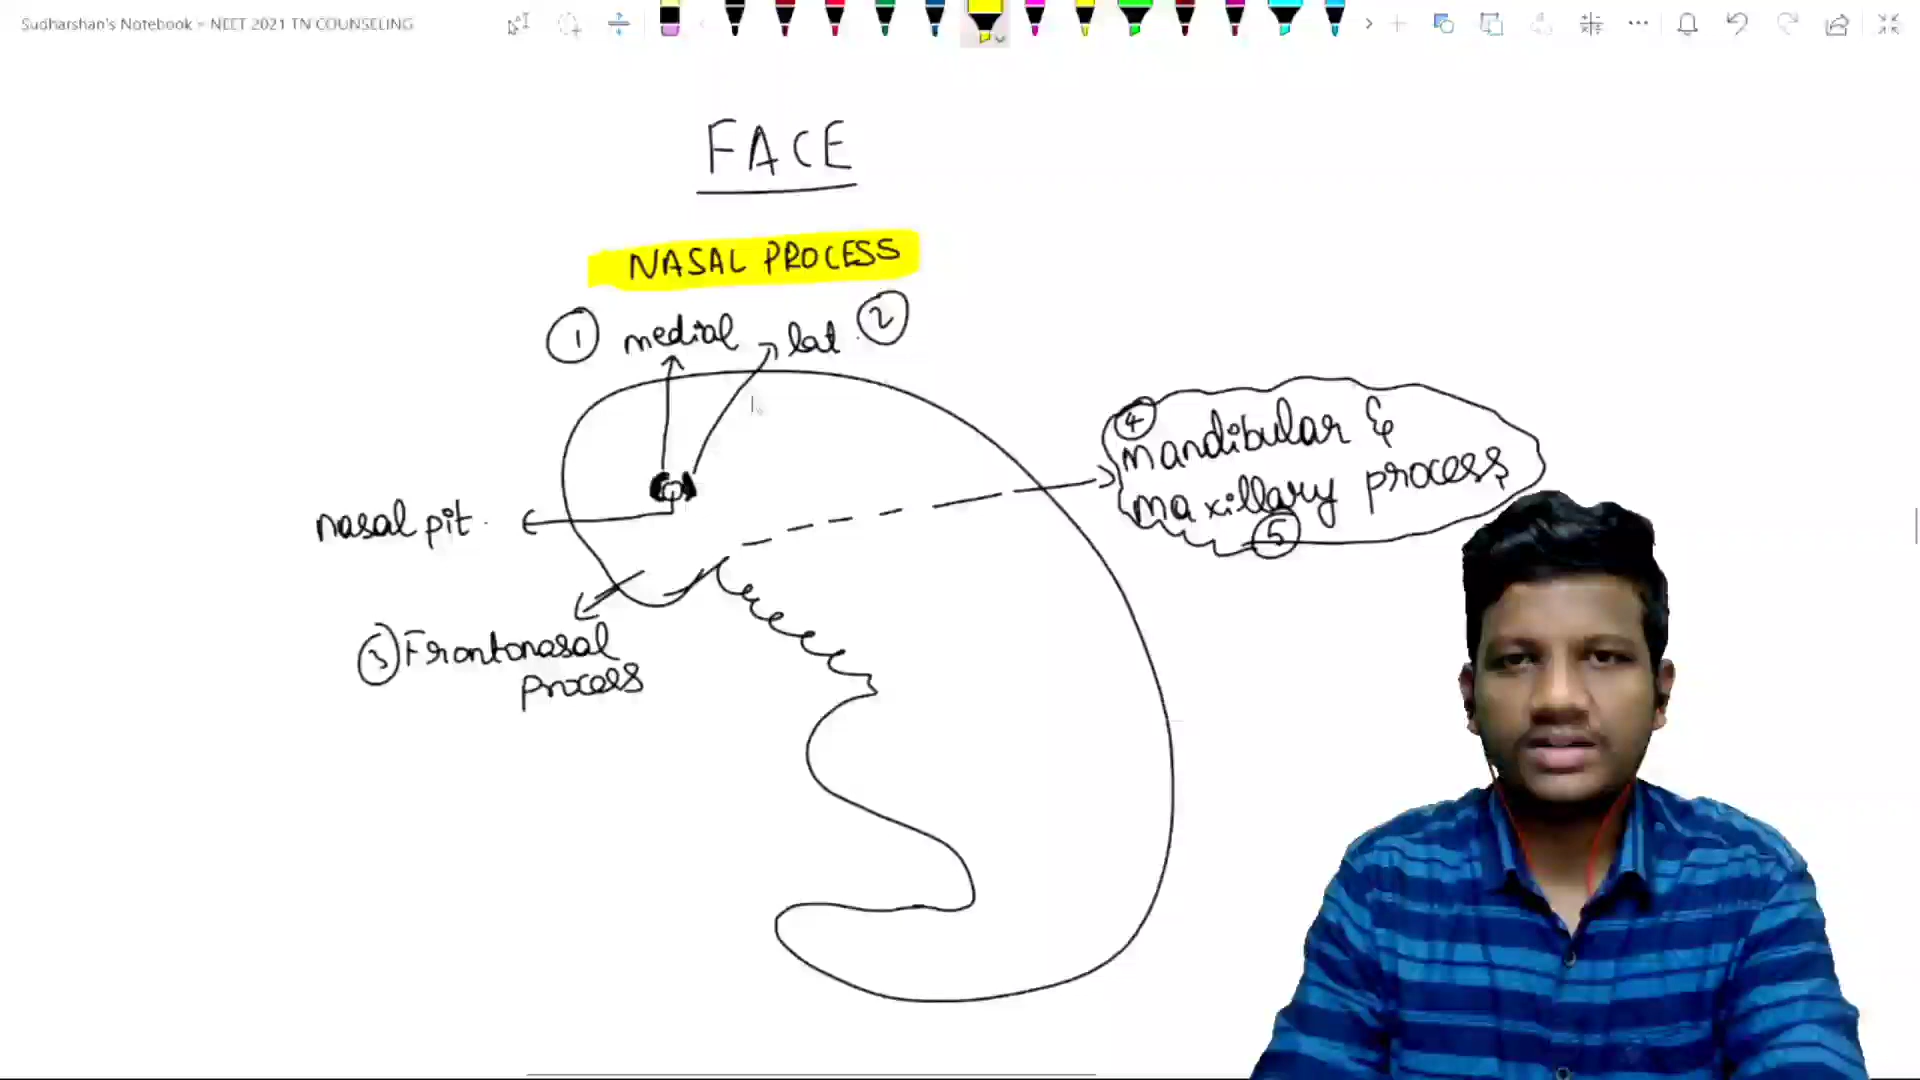 Sudharshan's Notebook » NEET 2021 TN COUNSELING
FACE
NASAL PROCESS
1 medial lat. 2
4
Mandibular &
maxillary process
5
nasal pit.
3 Frontonasal
process